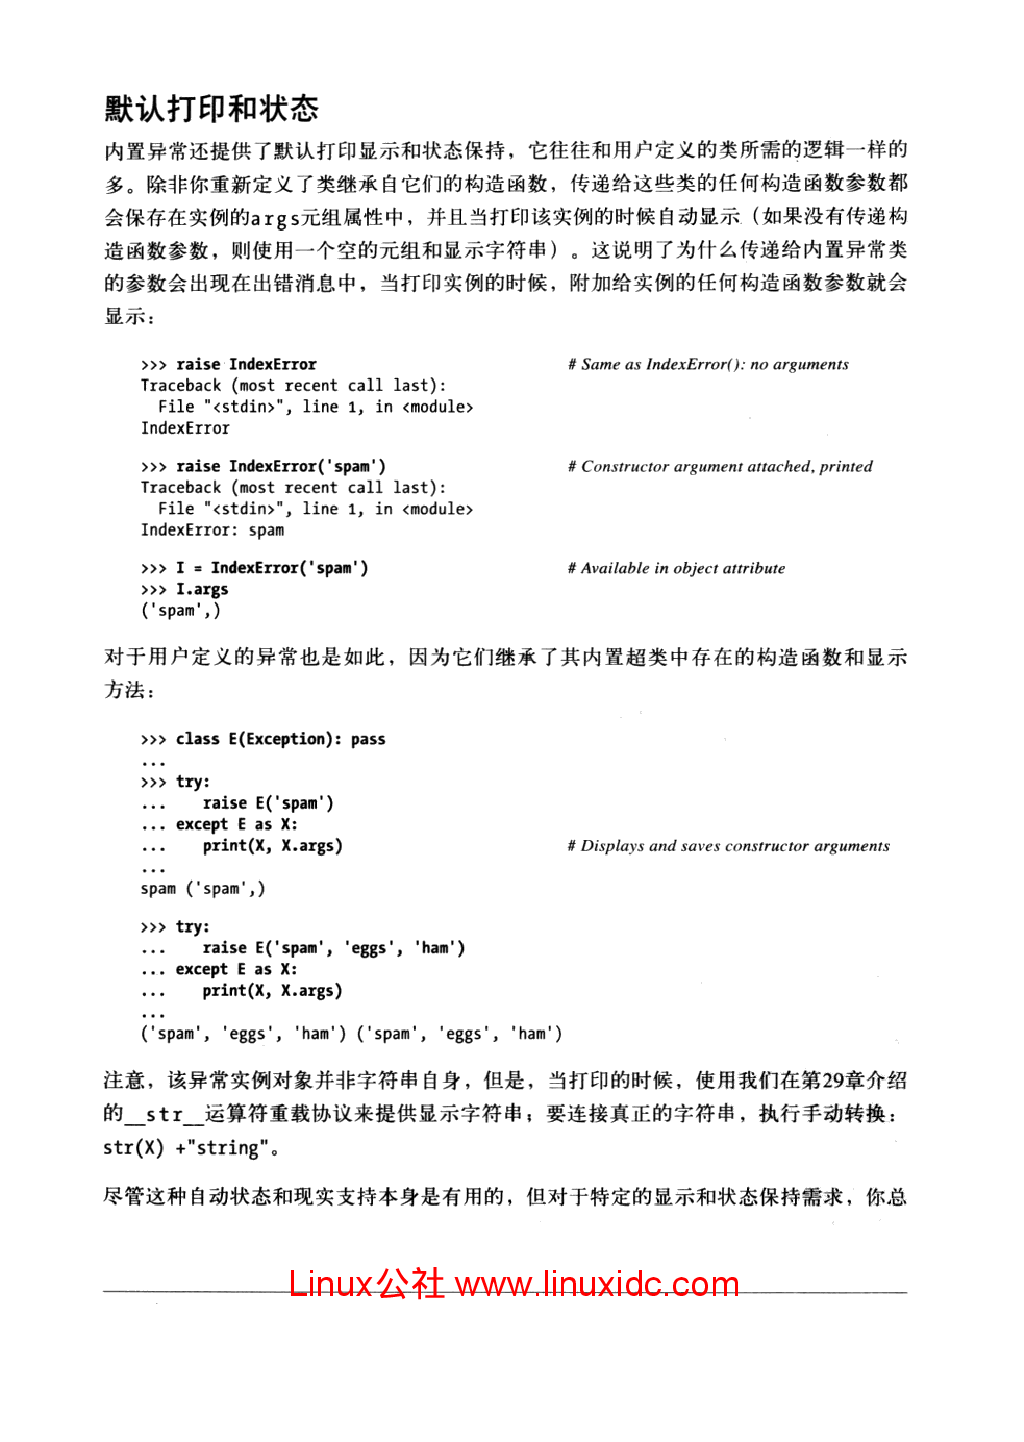 默认打印和状态
内置异常还提供了默认打印显示和状态保持，它往往和用户定义的类所需的逻辑一样的
多。除非你重新定义了类继承自它们的构造函数，传递给这些类的任何构造函数参数都
会保存在实例的args元组属性中，并且当打印该实例的时候自动显示（如果没有传递构
造函数参数，则使用一个空的元组和显示字符串）。这说明了为什么传递给内置异常类
的参数会出现在出错消息中，当打印实例的时候，附加给实例的任何构造函数参数就会
显示：
>>> raise IndexError # Same as IndexError(): no arguments
Traceback (most recent call last):
  File "<stdin>", line 1, in <module>
IndexError
>>> raise IndexError('spam') # Constructor argument attached, printed
Traceback (most recent call last):
  File "<stdin>", line 1, in <module>
IndexError: spam
>>> I = IndexError('spam') # Available in object attribute
>>> I.args
('spam',)
对于用户定义的异常也是如此，因为它们继承了其内置超类中存在的构造函数和显示
方法：
>>> class E(Exception): pass
...
>>> try:
...    raise E('spam')
... except E as X:
...    print(X, X.args) # Displays and saves constructor arguments
...
spam ('spam',)
>>> try:
...    raise E('spam', 'eggs', 'ham')
... except E as X:
...    print(X, X.args)
...
('spam', 'eggs', 'ham') ('spam', 'eggs', 'ham')
注意，该异常实例对象并非字符串自身，但是，当打印的时候，使用我们在第29章介绍
的__str__运算符重载协议来提供显示字符串；要连接真正的字符串，执行手动转换：
str(X) +"string"。
尽管这种自动状态和现实支持本身是有用的，但对于特定的显示和状态保持需求，你总
Linux公社 www.linuxidc.com